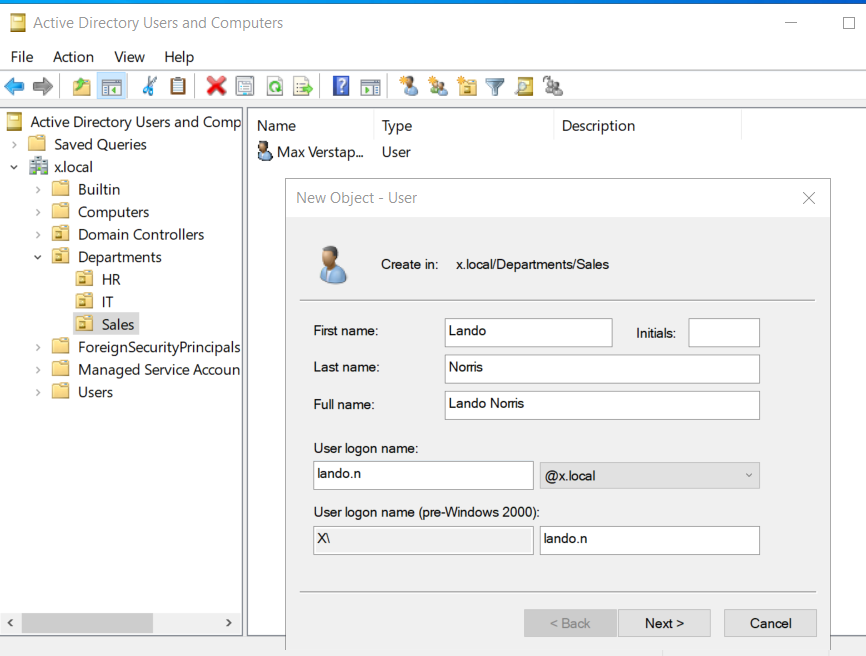 Active Directory Users and Computers
File Action View Help
Active Directory Users and Comp
Saved Queries
x.local
Builtin
Computers
Domain Controllers
Departments
HR
IT
Sales
ForeignSecurityPrincipals
Managed Service Accoun
Users
Name Type Description
Max Verstap... User
New Object - User
Create in: x.local/Departments/Sales
First name: Lando Initials:
Last name: Norris
Full name: Lando Norris
User logon name:
lando.n @x.local
User logon name (pre-Windows 2000):
X\ lando.n
< Back Next > Cancel